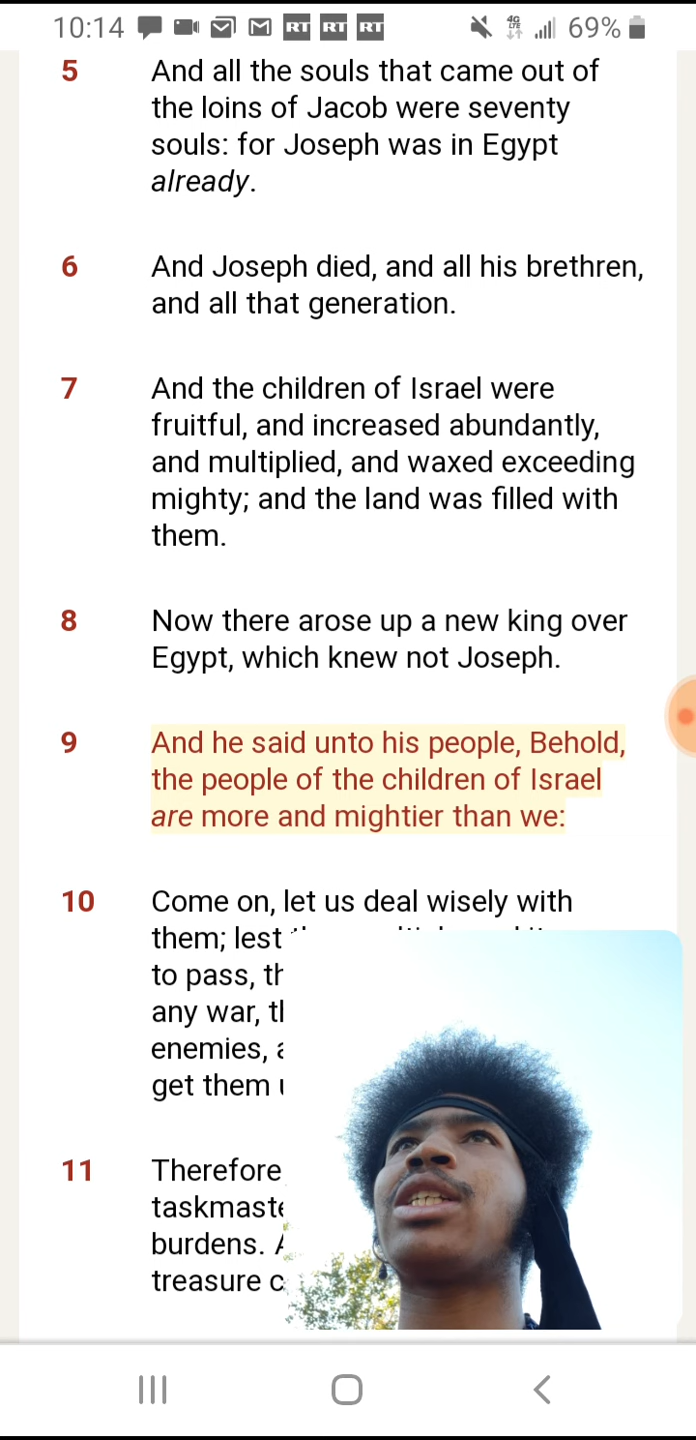 10:14 RT RT RT 4G LTE 69%
5 And all the souls that came out of
the loins of Jacob were seventy
souls: for Joseph was in Egypt
already.
6 And Joseph died, and all his brethren,
and all that generation.
7 And the children of Israel were
fruitful, and increased abundantly,
and multiplied, and waxed exceeding
mighty; and the land was filled with
them.
8 Now there arose up a new king over
Egypt, which knew not Joseph.
9 And he said unto his people, Behold,
the people of the children of Israel
are more and mightier than we:
10 Come on, let us deal wisely with
them; lest
to pass,
any war,
enemies,
get them
11 Therefore
burdens.
treasure